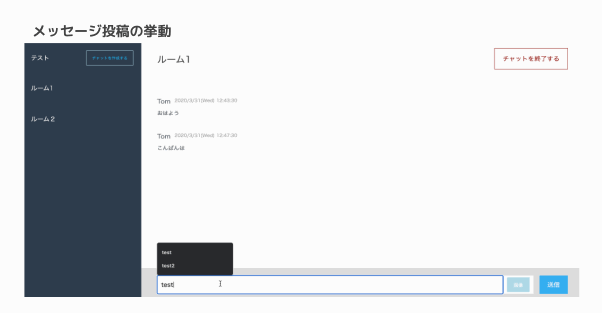 メッセージ投稿の挙動
テスト
チャットを作成する
ルーム1
チャットを終了する
ルーム1
ルーム2
Tom 2020/3/31(Wed) 13:44:30
おはよう
Tom 2020/3/31(Wed) 13:47:30
こんばんは
test
test2
test
送信